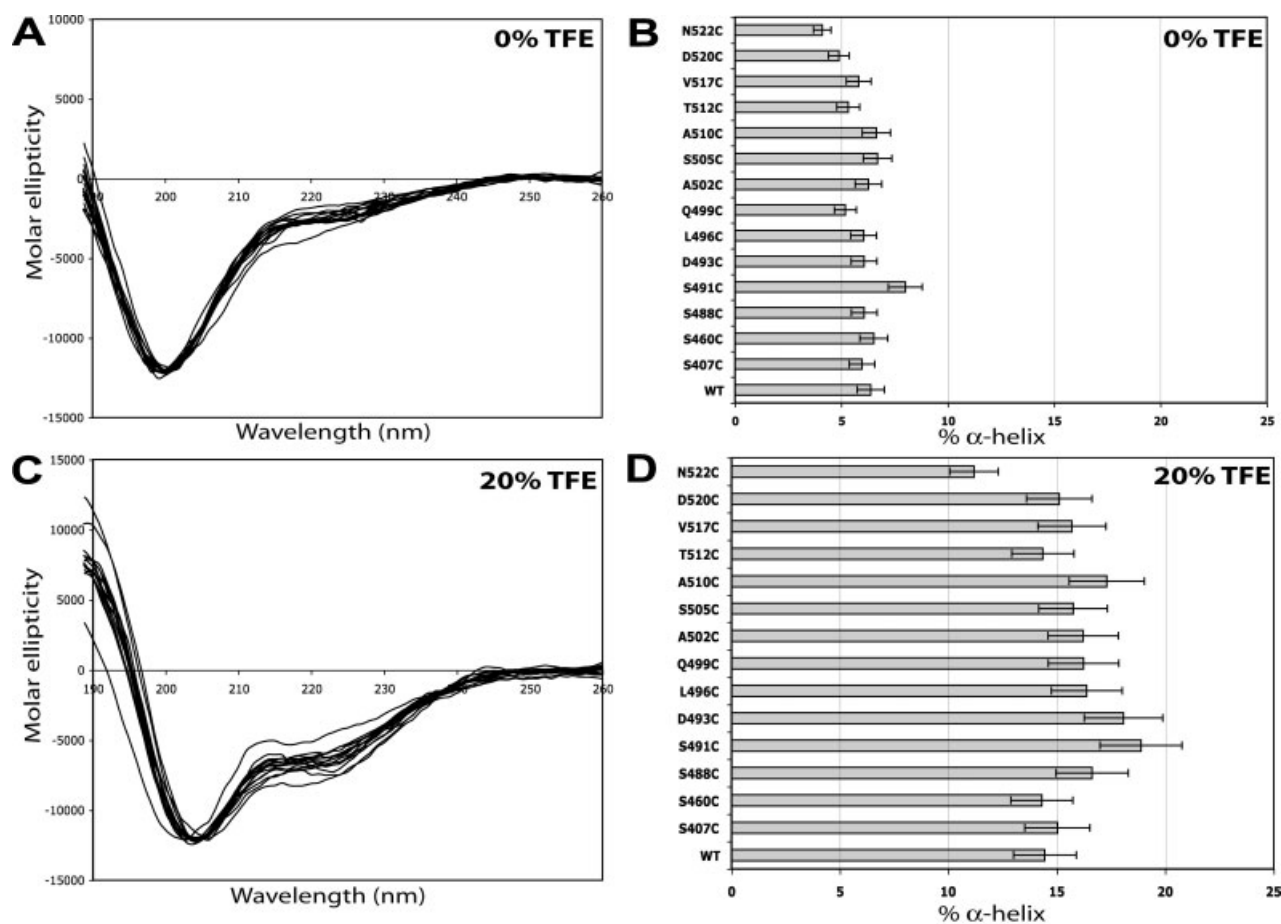 A
0% TFE
10000
5000
0
-5000
-10000
-15000
190 200 210 220 230 240 250 260
Molar ellipticity
Wavelength (nm)
B
0% TFE
N522C
D520C
V517C
T512C
A510C
S505C
A502C
Q499C
L496C
D493C
S491C
S488C
S460C
S407C
WT
0 5 10 15 20 25
% α-helix
C
20% TFE
15000
10000
5000
0
-5000
-10000
-15000
190 200 210 220 230 240 250 260
Molar ellipticity
Wavelength (nm)
D
20% TFE
N522C
D520C
V517C
T512C
A510C
S505C
A502C
Q499C
L496C
D493C
S491C
S488C
S460C
S407C
WT
0 5 10 15 20 25
% α-helix